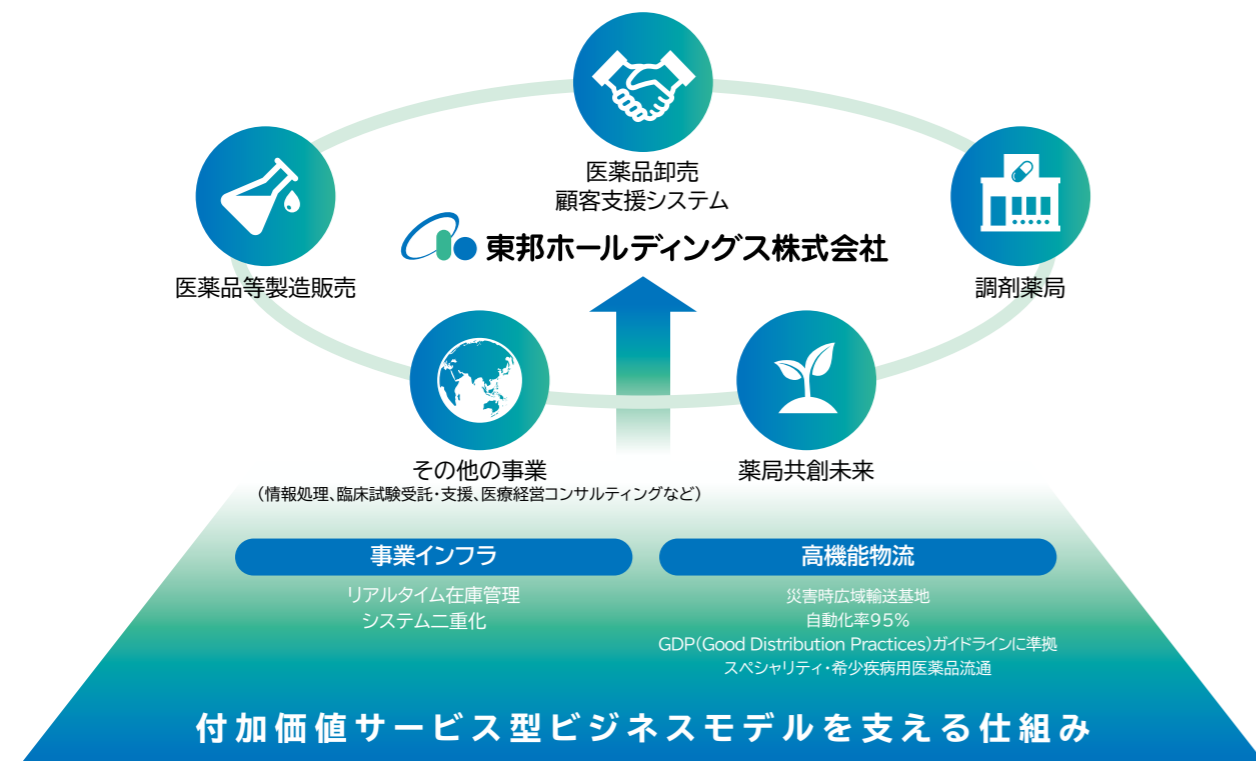 医薬品卸売
顧客支援システム
東邦ホールディングス株式会社
医薬品等製造販売
調剤薬局
その他の事業
（情報処理、臨床試験受託・支援、医療経営コンサルティングなど）
薬局共創未来
事業インフラ
リアルタイム在庫管理
システム二重化
高機能物流
災害時広域輸送基地
自動化率95%
GDP(Good Distribution Practices)ガイドラインに準拠
スペシャリティ・希少疾病用医薬品流通
付加価値サービス型ビジネスモデルを支える仕組み